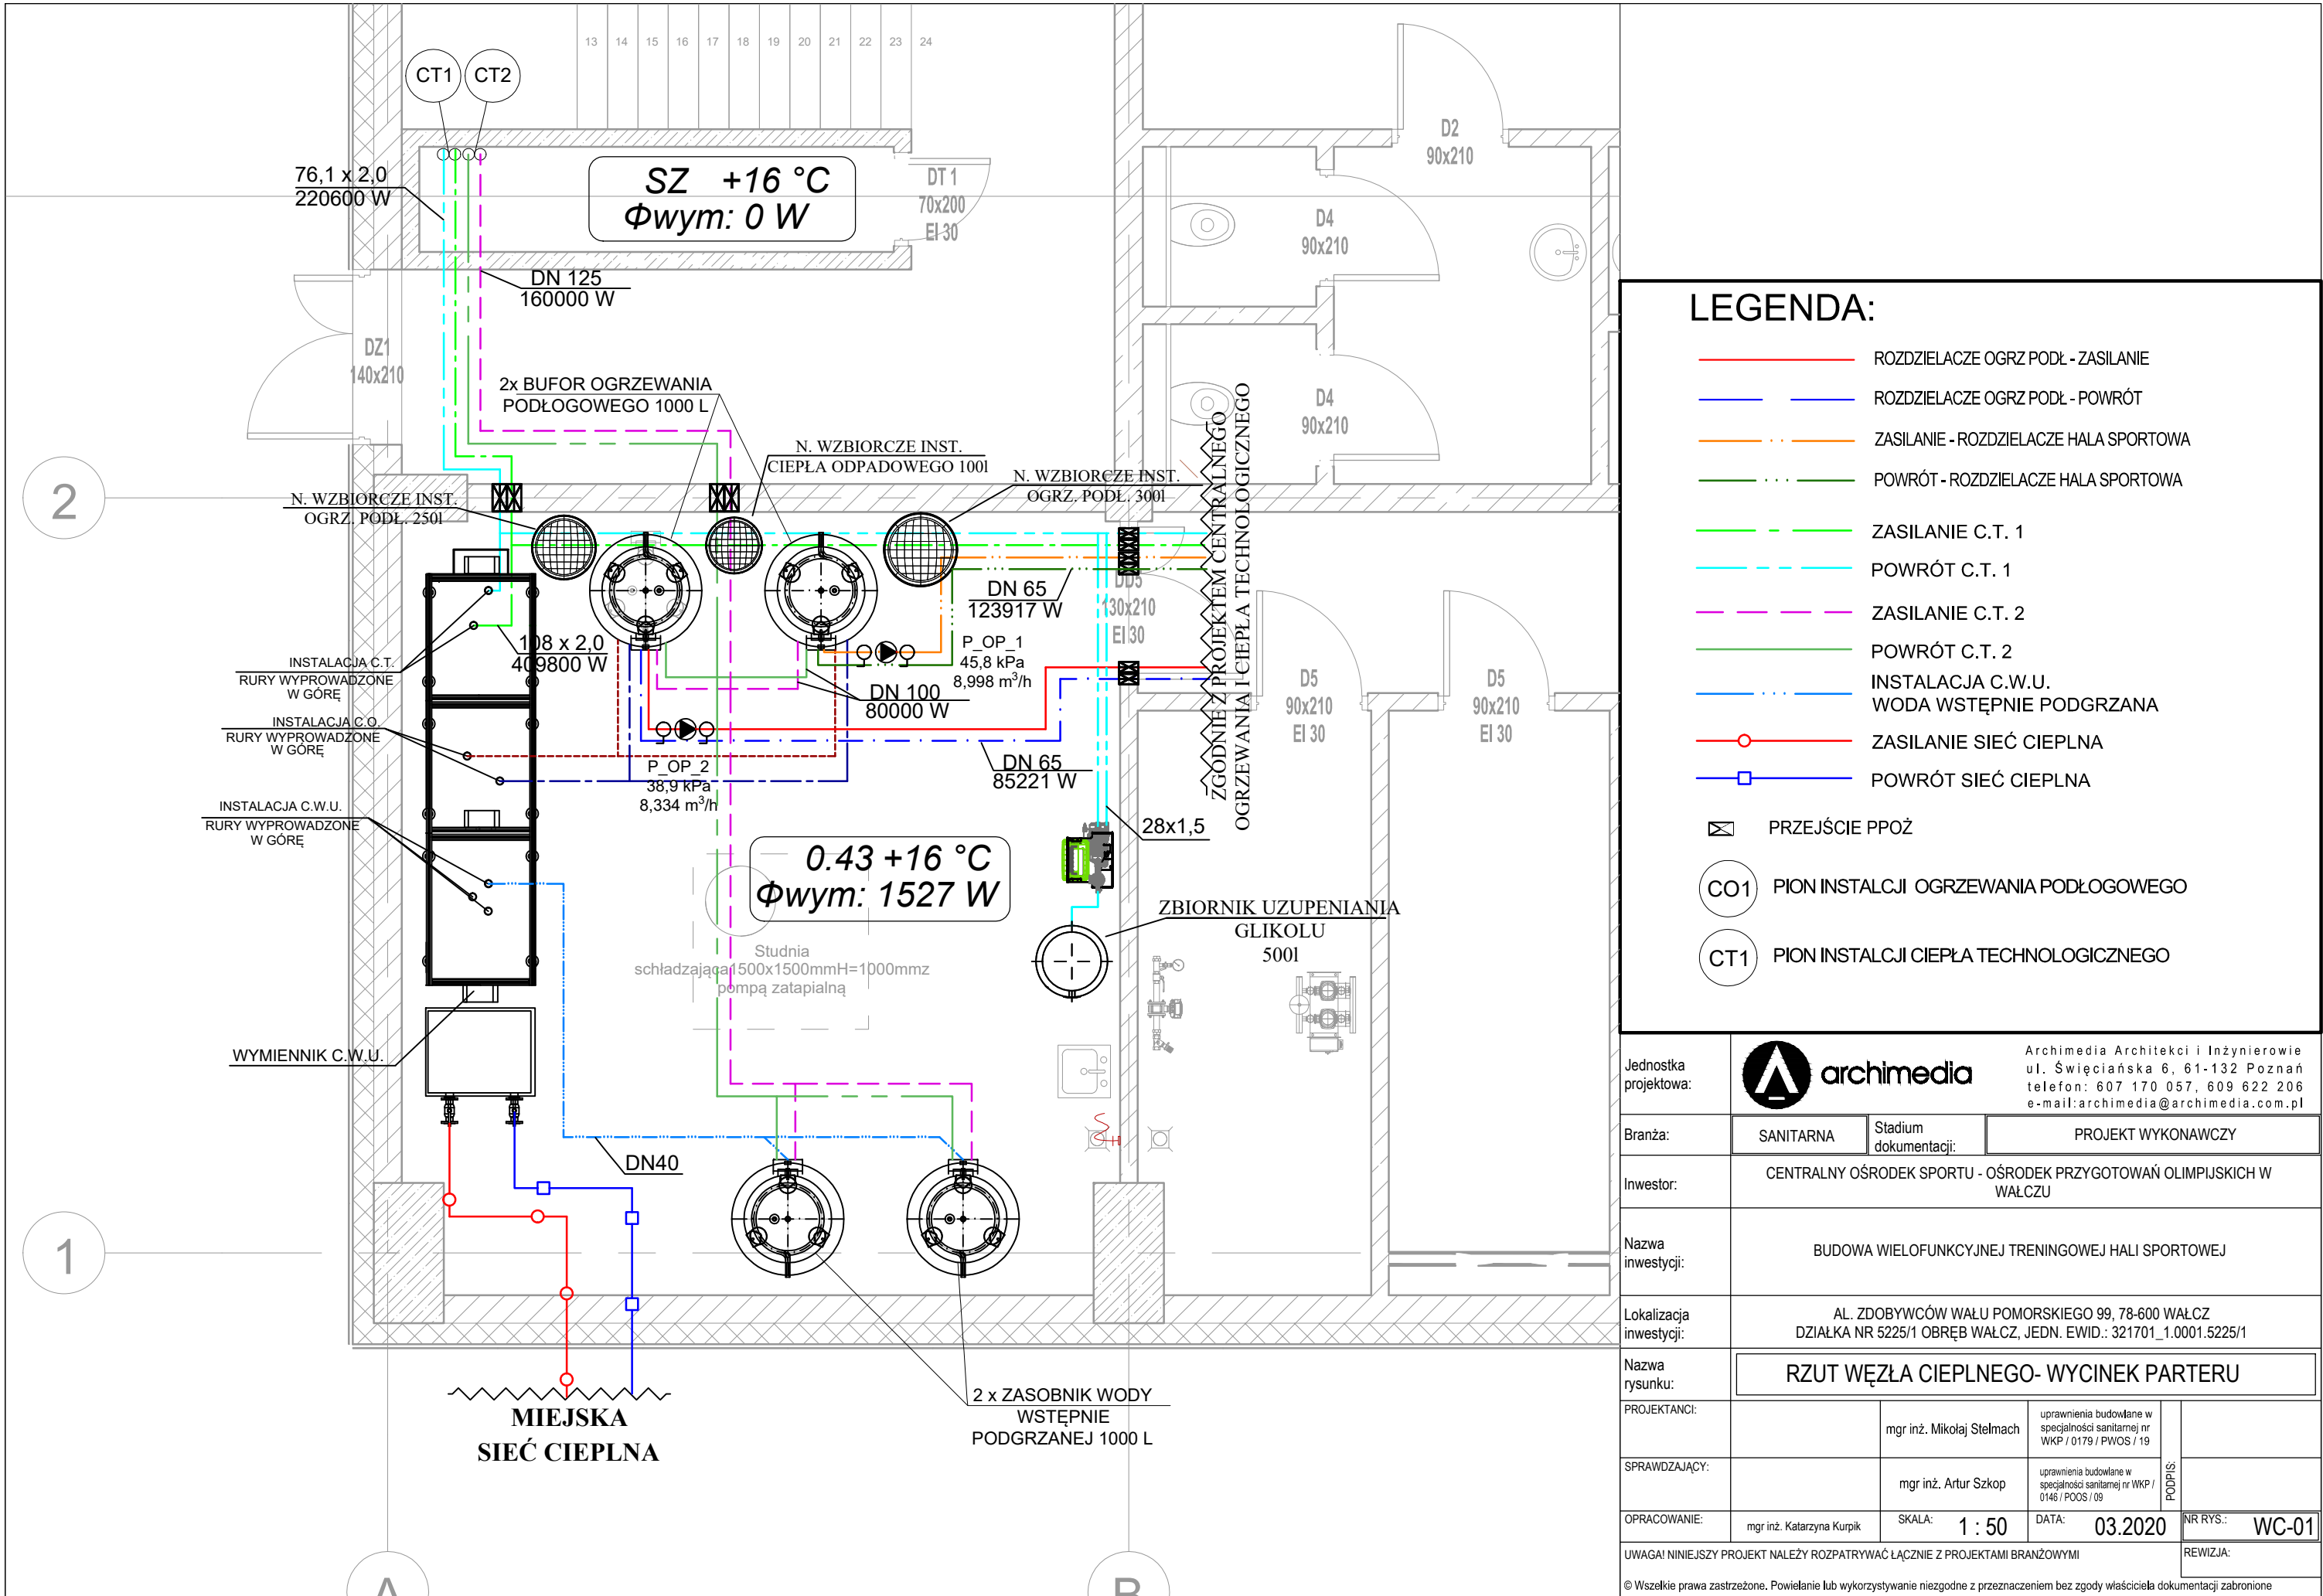 13 14 15 16 17 18 19 20 21 22 23 24
CT1 CT2
76,1 x 2,0
220600 W
SZ +16 °C
Φwym: 0 W
DT 1
70x200
EI 30
D2
90x210
D4
90x210
DN 125
160000 W
DZ1
140x210
2x BUFOR OGRZEWANIA
PODŁOGOWEGO 1000 L
D4
90x210
N. WZBIORCZE INST.
CIEPŁA ODPADOWEGO 100l
N. WZBIORCZE INST.
OGRZ. PODŁ. 300l
2
N. WZBIORCZE INST.
OGRZ. PODŁ. 250l
ZGODNIE Z PROJEKTEM CENTRALNEGO
OGRZEWANIA I CIEPŁA TECHNOLOGICZNEGO
DN 65
123917 W
DD5
130x210
EI 30
108 x 2,0
409800 W
P_OP_1
45,8 kPa
8,998 m³/h
INSTALACJA C.T.
RURY WYPROWADZONE
W GÓRĘ
DN 100
80000 W
D5
90x210
EI 30
D5
90x210
EI 30
INSTALACJA C.O.
RURY WYPROWADZONE
W GÓRĘ
P_OP_2
38,9 kPa
8,334 m³/h
DN 65
85221 W
INSTALACJA C.W.U.
RURY WYPROWADZONE
W GÓRĘ
28x1,5
0.43 +16 °C
Φwym: 1527 W
ZBIORNIK UZUPENIANIA
GLIKOLU
500l
Studnia
schładzająca1500x1500mmH=1000mmz
pompą zatapialną
WYMIENNIK C.W.U.
DN40
1
2 x ZASOBNIK WODY
WSTĘPNIE
PODGRZANEJ 1000 L
MIEJSKA
SIEĆ CIEPLNA
A
B
LEGENDA:
ROZDZIELACZE OGRZ PODŁ - ZASILANIE
ROZDZIELACZE OGRZ PODŁ - POWRÓT
ZASILANIE - ROZDZIELACZE HALA SPORTOWA
POWRÓT - ROZDZIELACZE HALA SPORTOWA
ZASILANIE C.T. 1
POWRÓT C.T. 1
ZASILANIE C.T. 2
POWRÓT C.T. 2
INSTALACJA C.W.U.
WODA WSTĘPNIE PODGRZANA
ZASILANIE SIEĆ CIEPLNA
POWRÓT SIEĆ CIEPLNA
PRZEJŚCIE PPOŻ
CO1 PION INSTALCJI OGRZEWANIA PODŁOGOWEGO
CT1 PION INSTALCJI CIEPŁA TECHNOLOGICZNEGO
Jednostka
projektowa:
archimedia
Archimedia Architekci i Inżynierowie
ul. Święciańska 6, 61-132 Poznań
telefon: 607 170 057, 609 622 206
e-mail:archimedia@archimedia.com.pl
Branża: SANITARNA
Stadium
dokumentacji:
PROJEKT WYKONAWCZY
Inwestor:
CENTRALNY OŚRODEK SPORTU - OŚRODEK PRZYGOTOWAŃ OLIMPIJSKICH W
WAŁCZU
Nazwa
inwestycji:
BUDOWA WIELOFUNKCYJNEJ TRENINGOWEJ HALI SPORTOWEJ
Lokalizacja
inwestycji:
AL. ZDOBYWCÓW WAŁU POMORSKIEGO 99, 78-600 WAŁCZ
DZIAŁKA NR 5225/1 OBRĘB WAŁCZ, JEDN. EWID.: 321701_1.0001.5225/1
Nazwa
rysunku:
RZUT WĘZŁA CIEPLNEGO- WYCINEK PARTERU
PROJEKTANCI:
mgr inż. Mikołaj Stelmach
uprawnienia budowlane w
specjalności sanitarnej nr
WKP / 0179 / PWOS / 19
SPRAWDZAJĄCY:
mgr inż. Artur Szkop
uprawnienia budowlane w
specjalności sanitarnej nr WKP /
0146 / POOS / 09
PODPIS:
OPRACOWANIE: mgr inż. Katarzyna Kurpik SKALA: 1 : 50 DATA: 03.2020 NR RYS.: WC-01
UWAGA! NINIEJSZY PROJEKT NALEŻY ROZPATRYWAĆ ŁĄCZNIE Z PROJEKTAMI BRANŻOWYMI
REWIZJA:
© Wszelkie prawa zastrzeżone. Powielanie lub wykorzystywanie niezgodne z przeznaczeniem bez zgody właściciela dokumentacji zabronione